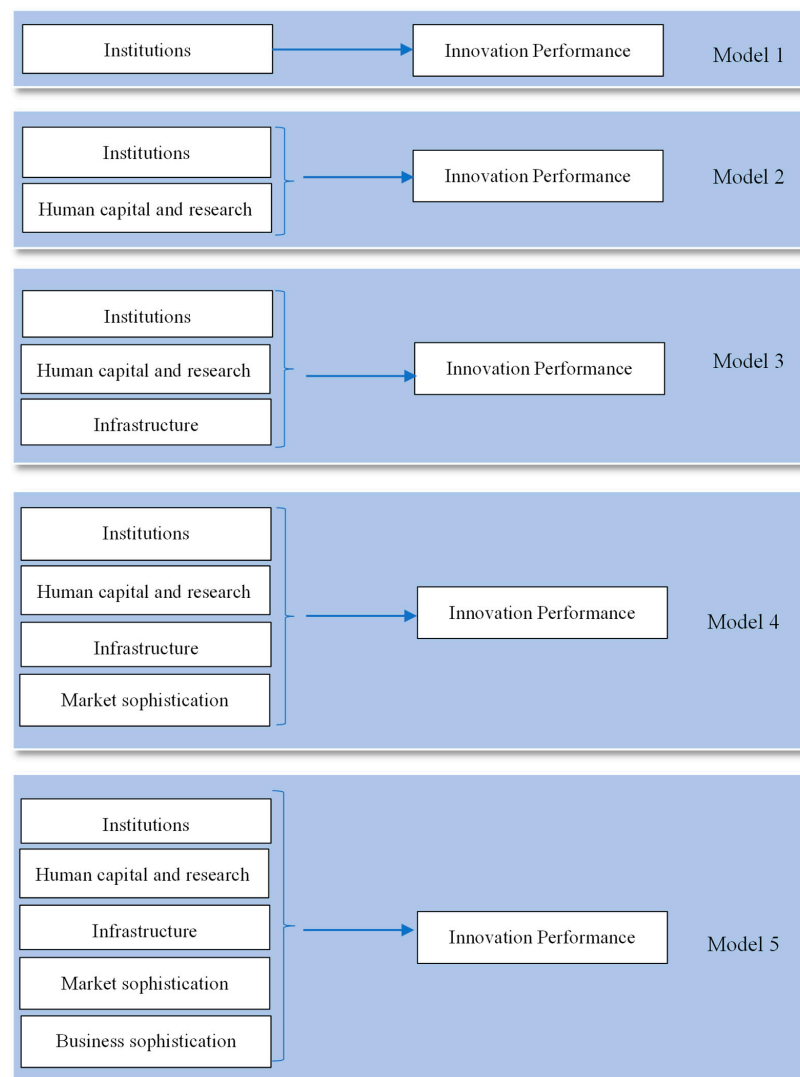 Institutions
Innovation Performance
Model 1
Institutions
Human capital and research
Innovation Performance
Model 2
Institutions
Human capital and research
Infrastructure
Innovation Performance
Model 3
Institutions
Human capital and research
Infrastructure
Market sophistication
Innovation Performance
Model 4
Institutions
Human capital and research
Infrastructure
Market sophistication
Business sophistication
Innovation Performance
Model 5